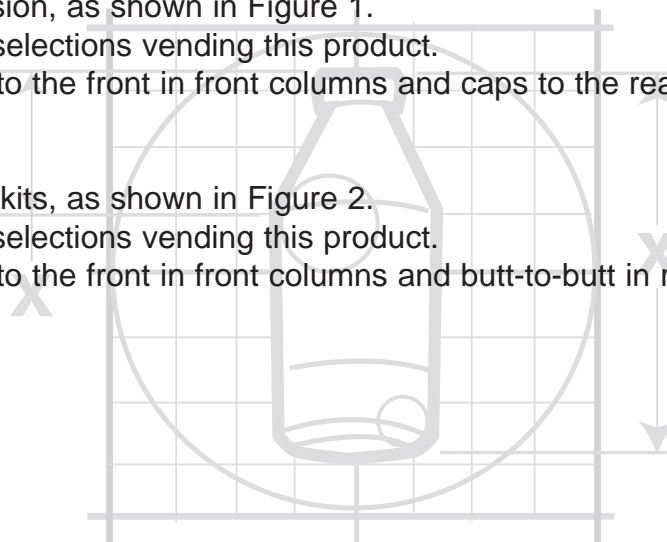 sion, as shown in Figure 1.
selections vending this product.
to the front in front columns and caps to the rea
kits, as shown in Figure 2.
selections vending this product.
to the front in front columns and butt-to-butt in r
X
X